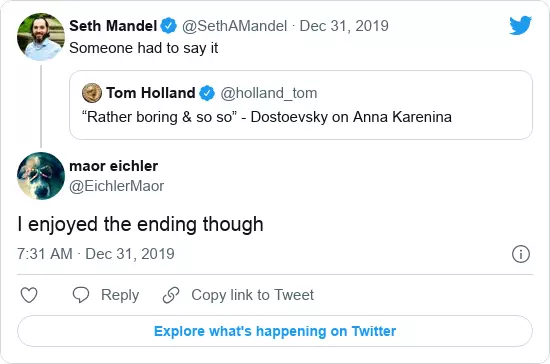 Seth Mandel @SethAMandel · Dec 31, 2019
Someone had to say it
Tom Holland @holland_tom
“Rather boring & so so” - Dostoevsky on Anna Karenina
maor eichler
@EichlerMaor
I enjoyed the ending though
7:31 AM · Dec 31, 2019
Reply
Copy link to Tweet
Explore what's happening on Twitter